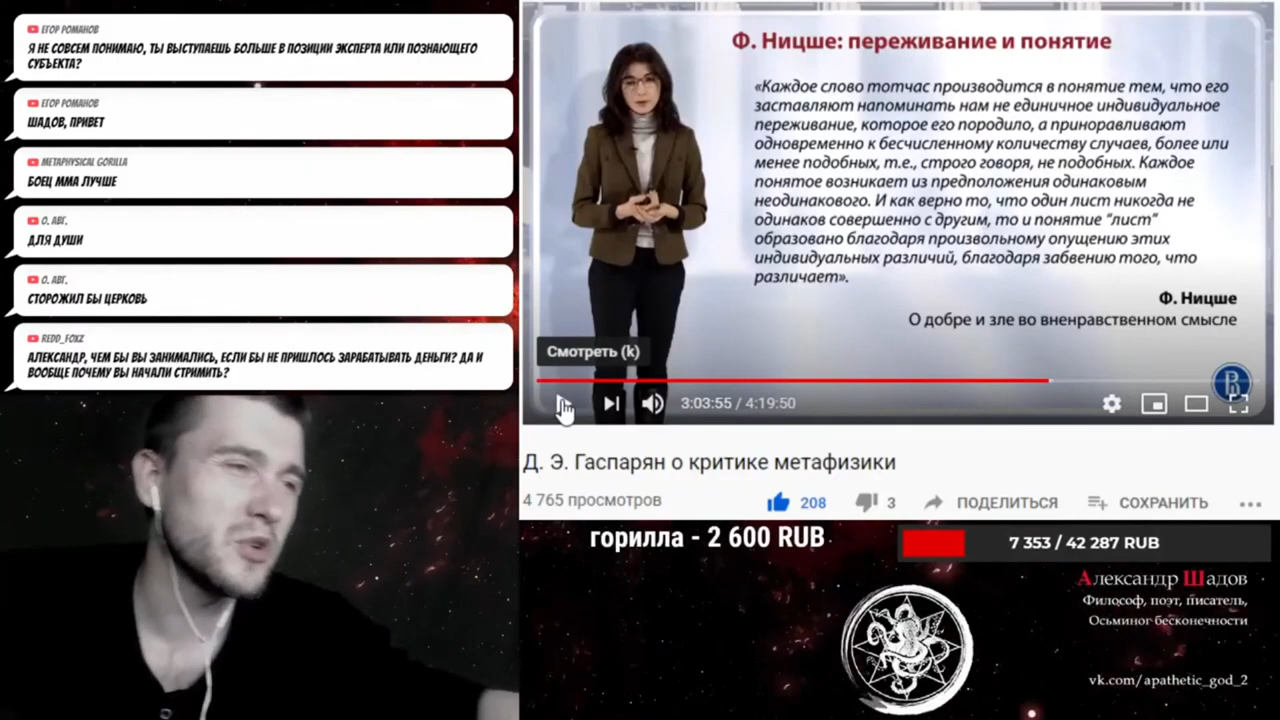 ЕГОР РОМАНОВ
Я НЕ СОВСЕМ ПОНИМАЮ, ТЫ ВЫСТУПАЕШЬ БОЛЬШЕ В ПОЗИЦИИ ЭКСПЕРТА ИЛИ ПОЗНАЮЩЕГО
СУБЪЕКТА?
ЕГОР РОМАНОВ
ШАДОВ, ПРИВЕТ
METAPHYSICAL GORILLA
БОЕЦ ММА ЛУЧШЕ
О. АВГ.
ДЛЯ ДУШИ
О. АВГ.
СТОРОЖИЛ БЫ ЦЕРКОВЬ
REDD_FOXZ
АЛЕКСАНДР, ЧЕМ БЫ ВЫ ЗАНИМАЛИСЬ, ЕСЛИ БЫ НЕ ПРИШЛОСЬ ЗАРАБАТЫВАТЬ ДЕНЬГИ? ДА И
ВООБЩЕ ПОЧЕМУ ВЫ НАЧАЛИ СТРИМИТЬ?
Ф. Ницше: переживание и понятие
«Каждое слово тотчас производится в понятие тем, что его
заставляют напоминать нам не единичное индивидуальное
переживание, которое его породило, а приноравливают
одновременно к бесчисленному количеству случаев, более или
менее подобных, т.е., строго говоря, не подобных. Каждое
понятое возникает из предположения одинаковым
неодинакового. И как верно то, что один лист никогда не
одинаков совершенно с другим, то и понятие "лист"
образовано благодаря произвольному опущению этих
индивидуальных различий, благодаря забвению того, что
различает».
Ф. Ницше
О добре и зле во вненравственном смысле
Смотреть (k)
3:03:55 / 4:19:50
Д. Э. Гаспарян о критике метафизики
4 765 просмотров
208
3
ПОДЕЛИТЬСЯ
СОХРАНИТЬ
горилла - 2 600 RUB
7 353 / 42 287 RUB
Александр Шадов
Философ, поэт, писатель,
Осьминог бесконечности
vk.com/apathetic_god_2